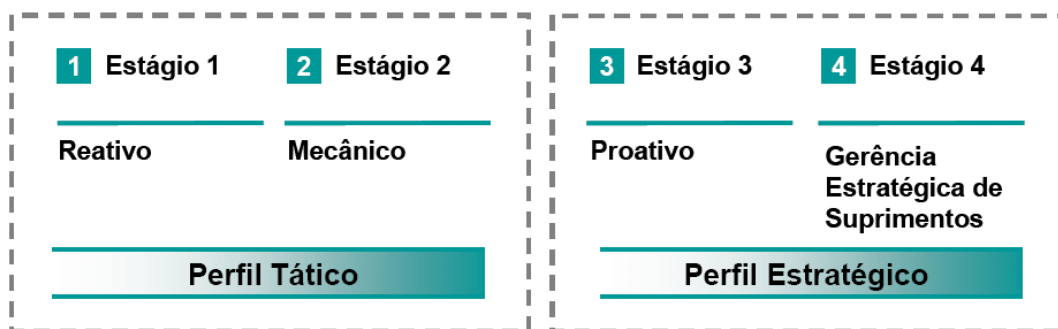 1 Estágio 1
2 Estágio 2
3 Estágio 3
4 Estágio 4
Reativo
Mecânico
Proativo
Gerência
Estratégica de
Suprimentos
Perfil Tático
Perfil Estratégico